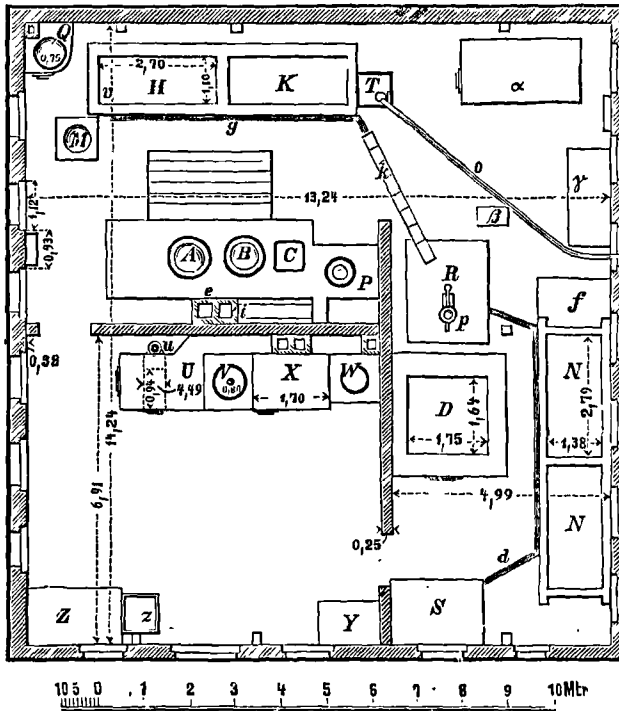 Q
0,75
2,70
H
1,10
K
T
α
v
g
M
k
o
γ
13,24
1,12
0,93
β
A
B
C
P
R
e
i
p
f
0,38
u
U
V
0,80
X
W
0,94
4,49
1,70
D
1,64
1,75
N
2,79
1,38
14,24
6,91
4,99
0,25
d
N
Z
z
Y
S
10 5 0 1 2 3 4 5 6 7 8 9 10 Mtr